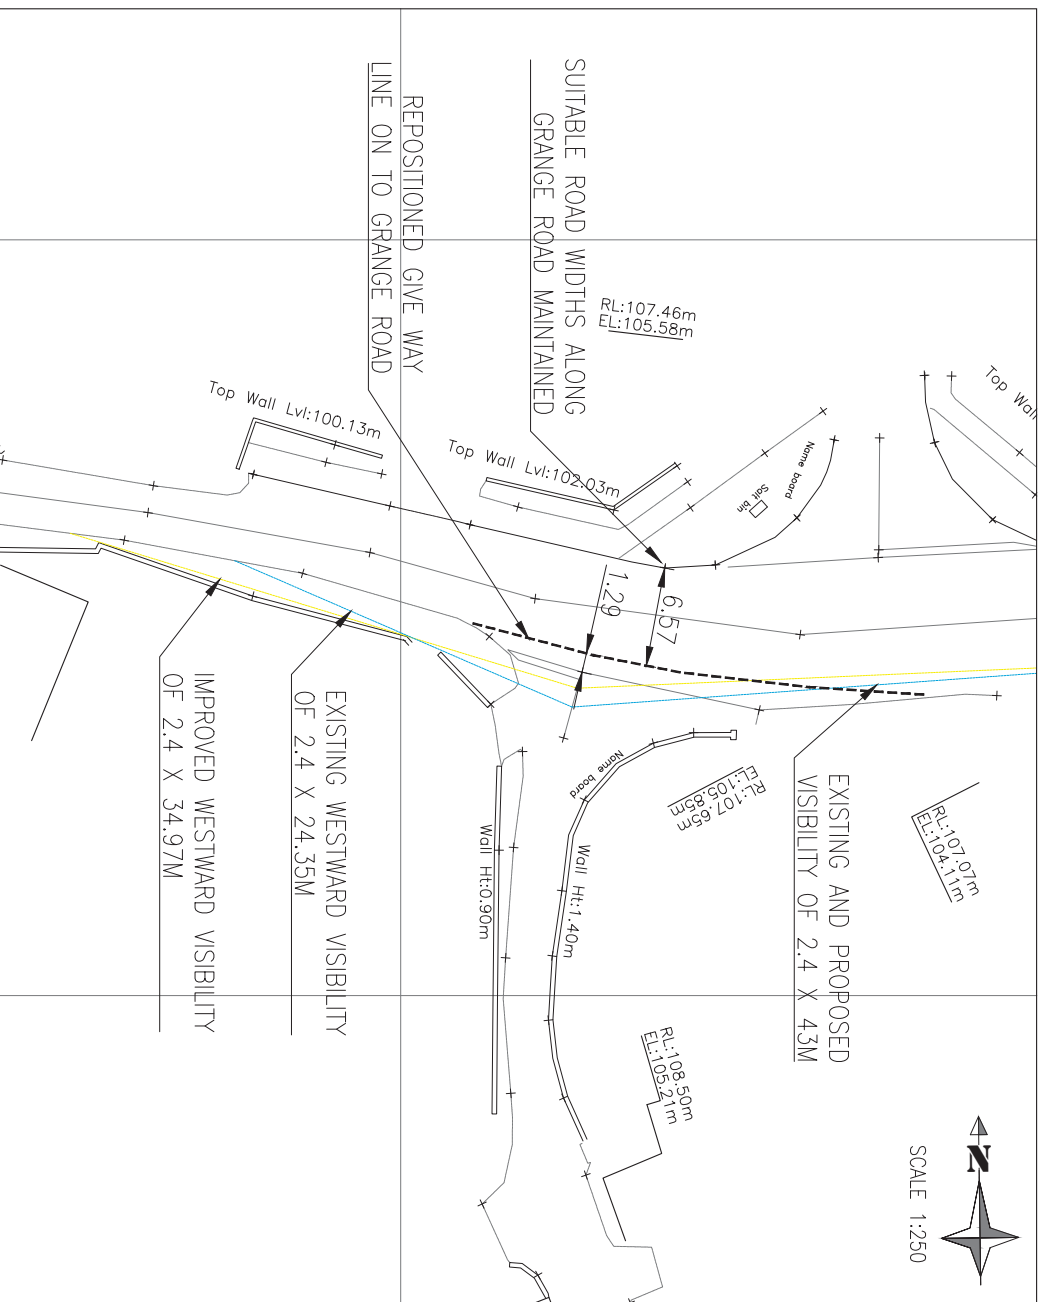 SUITABLE ROAD WIDTHS ALONG
GRANGE ROAD MAINTAINED
REPOSITIONED GIVE WAY
LINE ON TO GRANGE ROAD
RL:107.46m
EL:105.58m
Top Wall Lvl:100.13m
Top Wall Lvl:102.03m
Top Wal
Name board
Salt bin
1.29
6.57
EXISTING AND PROPOSED
VISIBILITY OF 2.4 X 43M
EXISTING WESTWARD VISIBILITY
OF 2.4 X 24.35M
IMPROVED WESTWARD VISIBILITY
OF 2.4 X 34.97M
Name board
RL:107.65m
EL:105.85m
RL:107.07m
EL:104.11m
Wall Ht:0.90m
Wall Ht:1.40m
RL:108.50m
EL:105.21m
N
SCALE 1:250